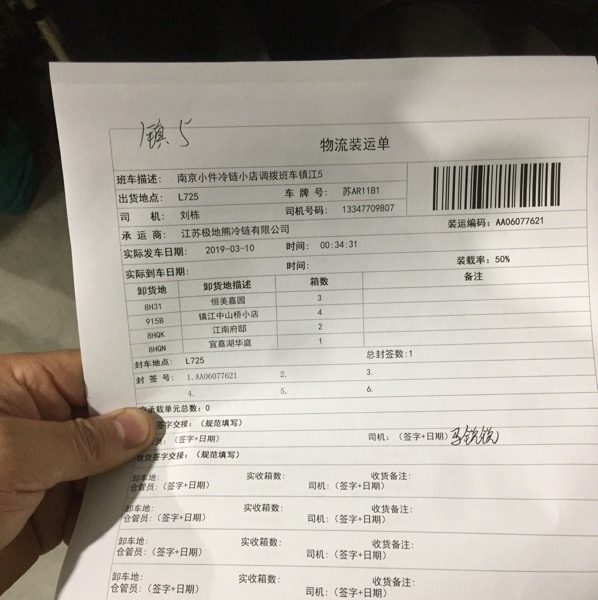 镇5
物流装运单
班车描述: 南京小件冷链小店调拨班车镇江5
出货地点: L725 车 牌 号: 苏AR11B1
司 机: 刘栋 司机号码: 13347709807
承 运 商: 江苏极地熊冷链有限公司 装运编码: AA06077621
实际发车日期: 2019-03-10 时间: 00:34:31
实际到车日期: 时间: 装载率: 50%
卸货地 卸货地描述 箱数 备注
8H31 恒美嘉园 3
915B 镇江中山桥小店 4
8HQK 江南府邸 2
8HQN 宜嘉湖华庭 1
封车地点: L725 总封签数:1
封 签 号: 1.AA06077621 2. 3.
4. 5. 6.
承载单元总数: 0
签字交接: (规范填写)
: (签字+日期) 司机: (签字+日期)
收货签字交接: (规范填写)
卸车地: 实收箱数: 收货备注:
仓管员: (签字+日期) 司机: (签字+日期)
卸车地: 实收箱数: 收货备注:
仓管员: (签字+日期) 司机: (签字+日期)
卸车地: 实收箱数: 收货备注:
仓管员: (签字+日期) 司机: (签字+日期)
卸车地: 实收箱数: 收货备注:
仓管员: (签字+日期) 司机: (签字+日期)